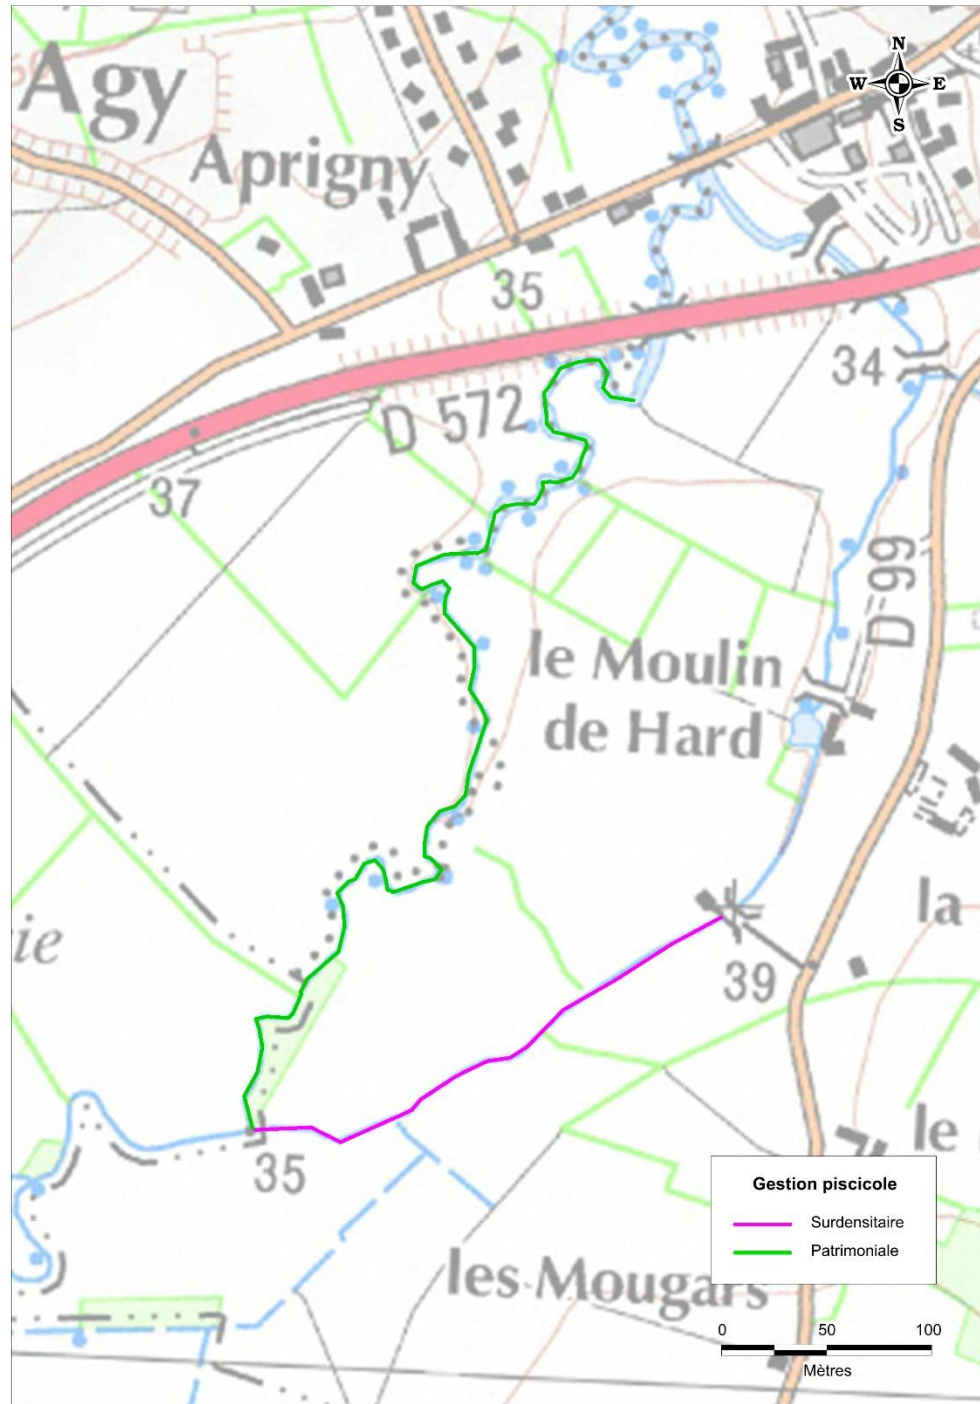 N
W E
S
Agy
Aprigny
35
34
D 572
37
D 99
le Moulin
de Hard
la
ie
39
35
le
Gestion piscicole
Surdensitaire
Patrimoniale
les Mougars
0 50 100
Mètres